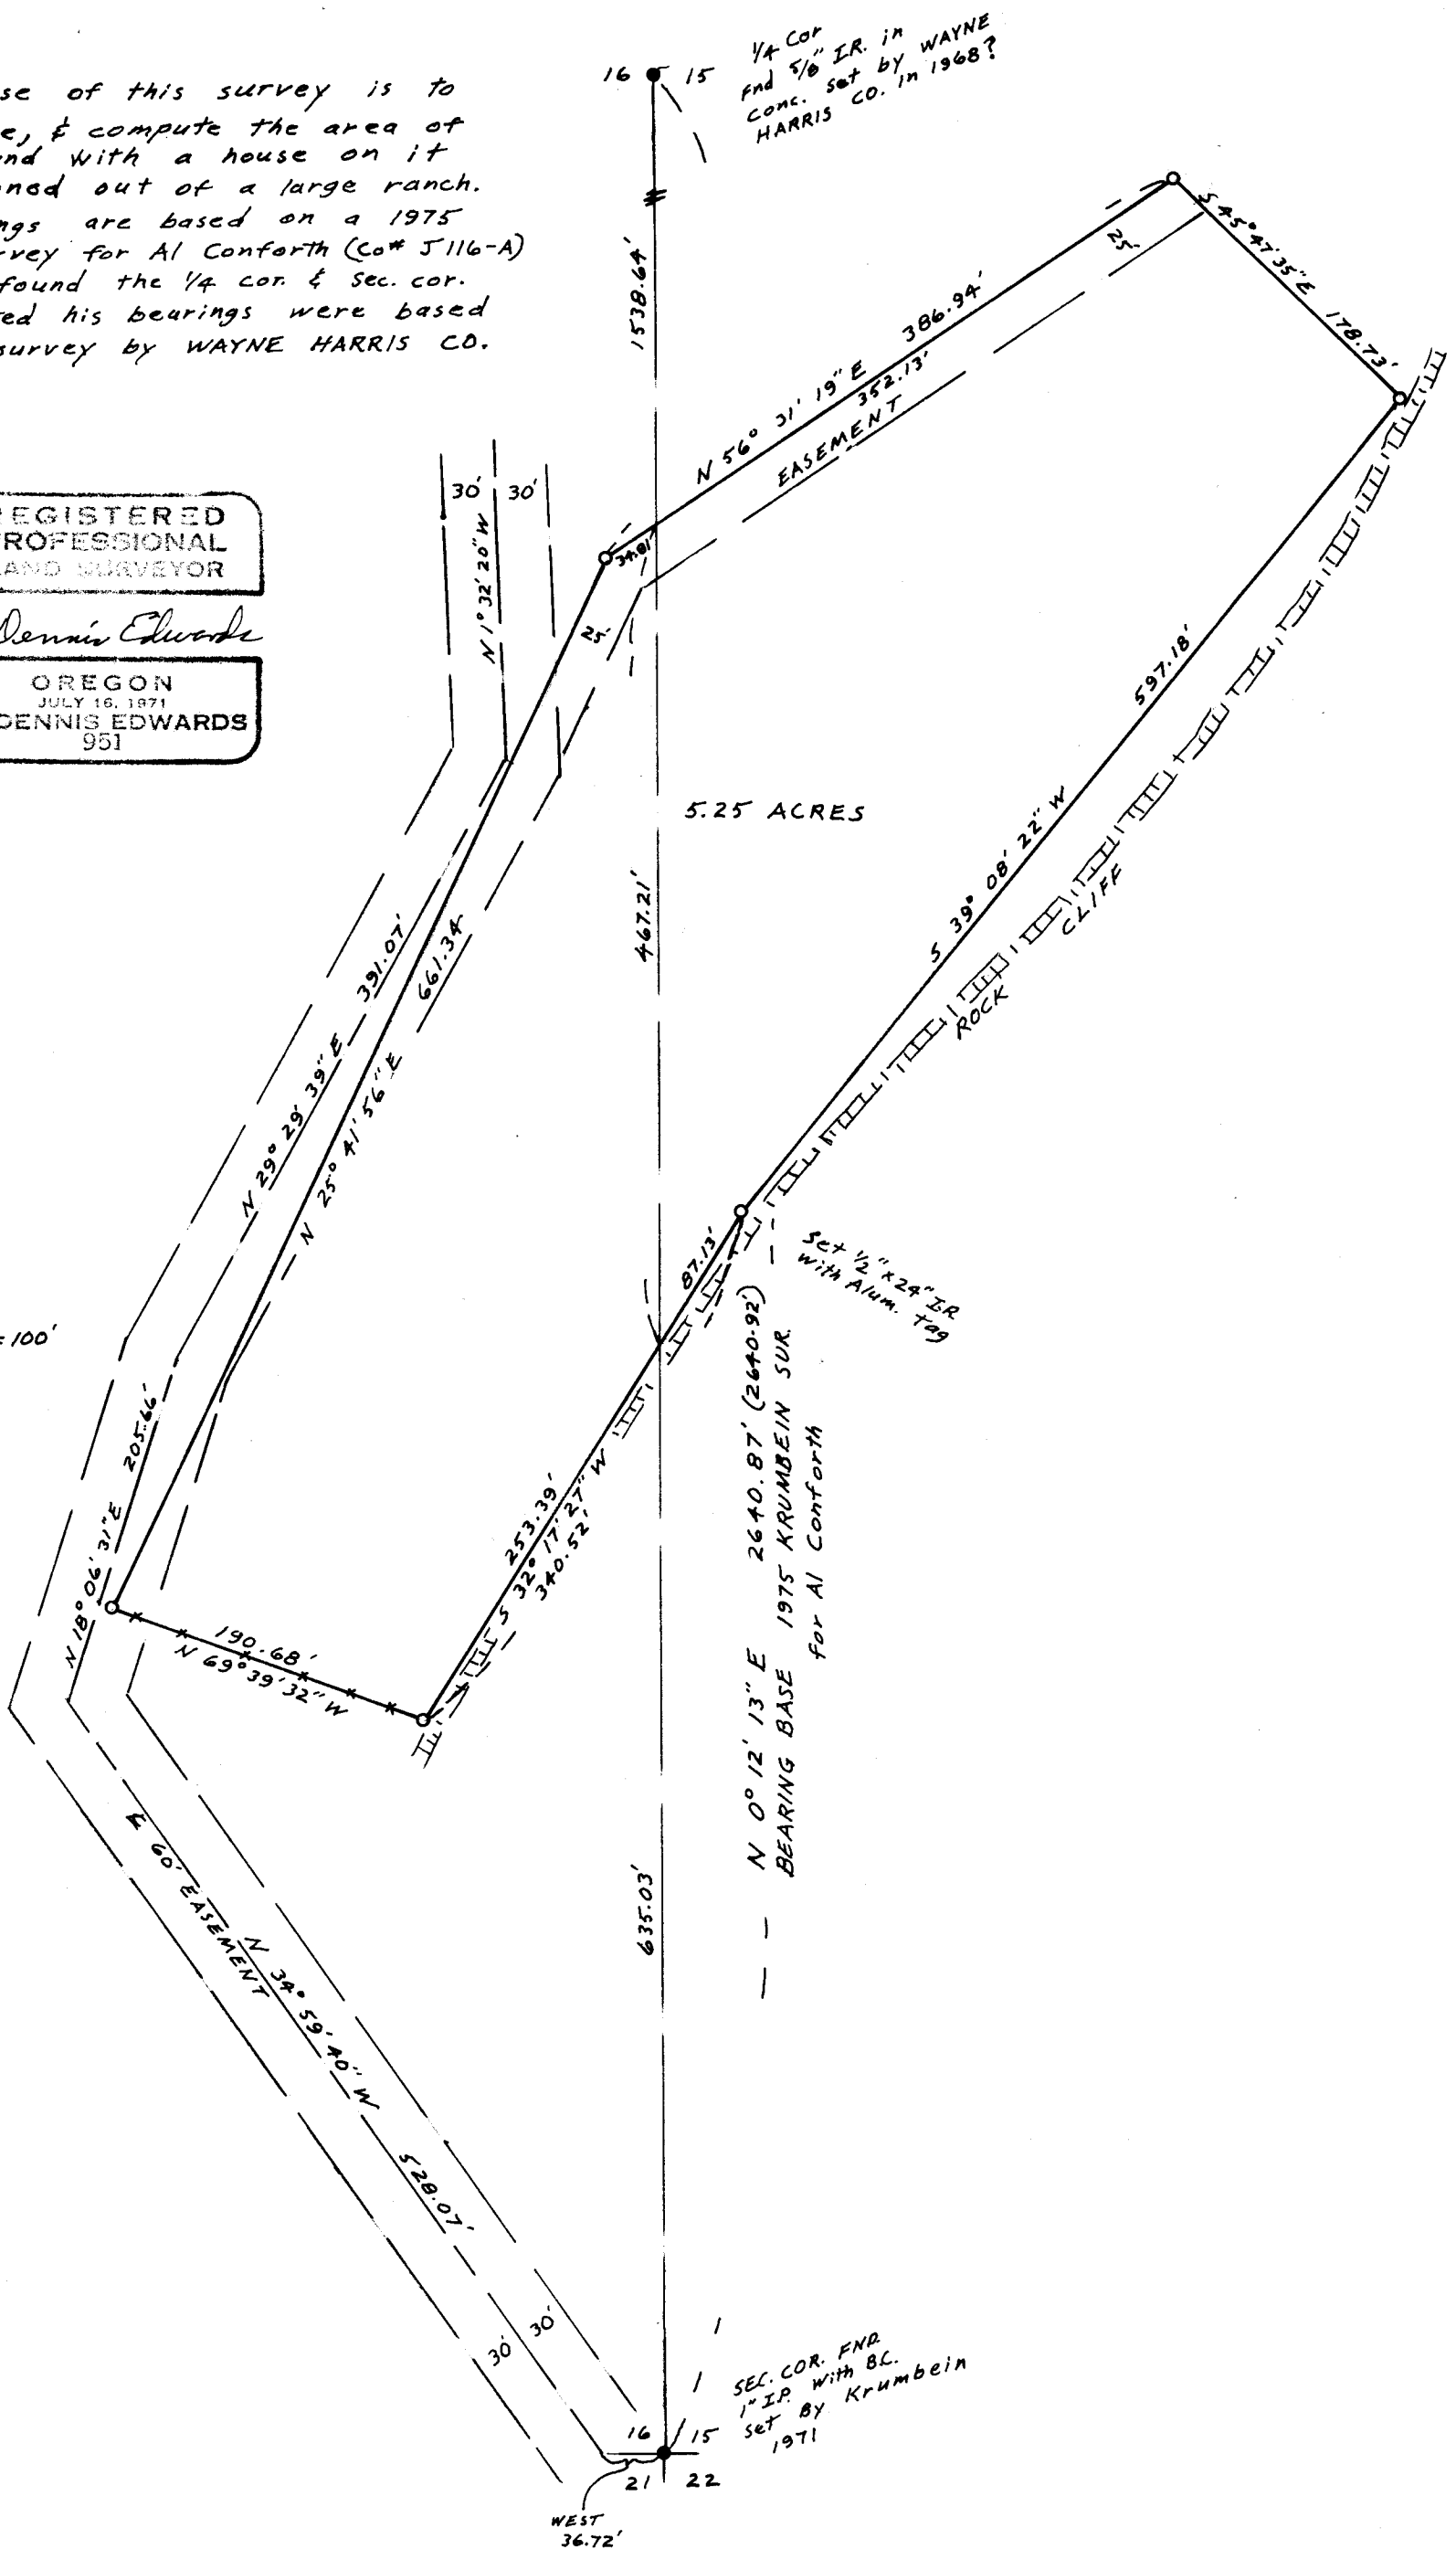 se of this survey is to
e, & compute the area of
nd with a house on it
ned out of a large ranch.
ngs are based on a 1975
rvey for Al Conforth (Co# J116-A)
found the 1/4 cor. & sec. cor.
ted his bearings were based
survey by WAYNE HARRIS CO.
16 15
1/4 Cor
Fnd 5/8" I.R. in
conc. set by WAYNE
HARRIS CO. in 1968?
1538.64'
S 45° 47' 35" E 178.73'
25'
386.94'
N 56° 31' 19" E
352.13'
EASEMENT
34.81'
30' 30'
N 1° 32' 20" W
25'
EGISTERED
ROFESSIONAL
AND SURVEYOR
Dennis Edwards
OREGON
JULY 16, 1971
DENNIS EDWARDS
951
597.18'
S 39° 08' 22" W
5.25 ACRES
467.21'
ROCK CLIFF
391.07'
N 29° 29' 39" E
661.34
N 25° 41' 56" E
87.13'
Set 1/2" x 24" IR
with Alum. tag
= 100'
205.66'
N 18° 06' 31" E
253.39'
S 32° 17' 27" W
340.52'
190.68'
N 69° 39' 32" W
N 0° 12' 13" E 2640.87' (2640.92')
BEARING BASE 1975 KRUMBEIN SUR.
for Al Conforth
635.03'
℄ 60' EASEMENT
N 34° 59' 40" W 528.07'
30' 30'
SEC. COR. FND.
1" I.P. with B.C.
set By Krumbein
1971
16 15
21 22
WEST
36.72'